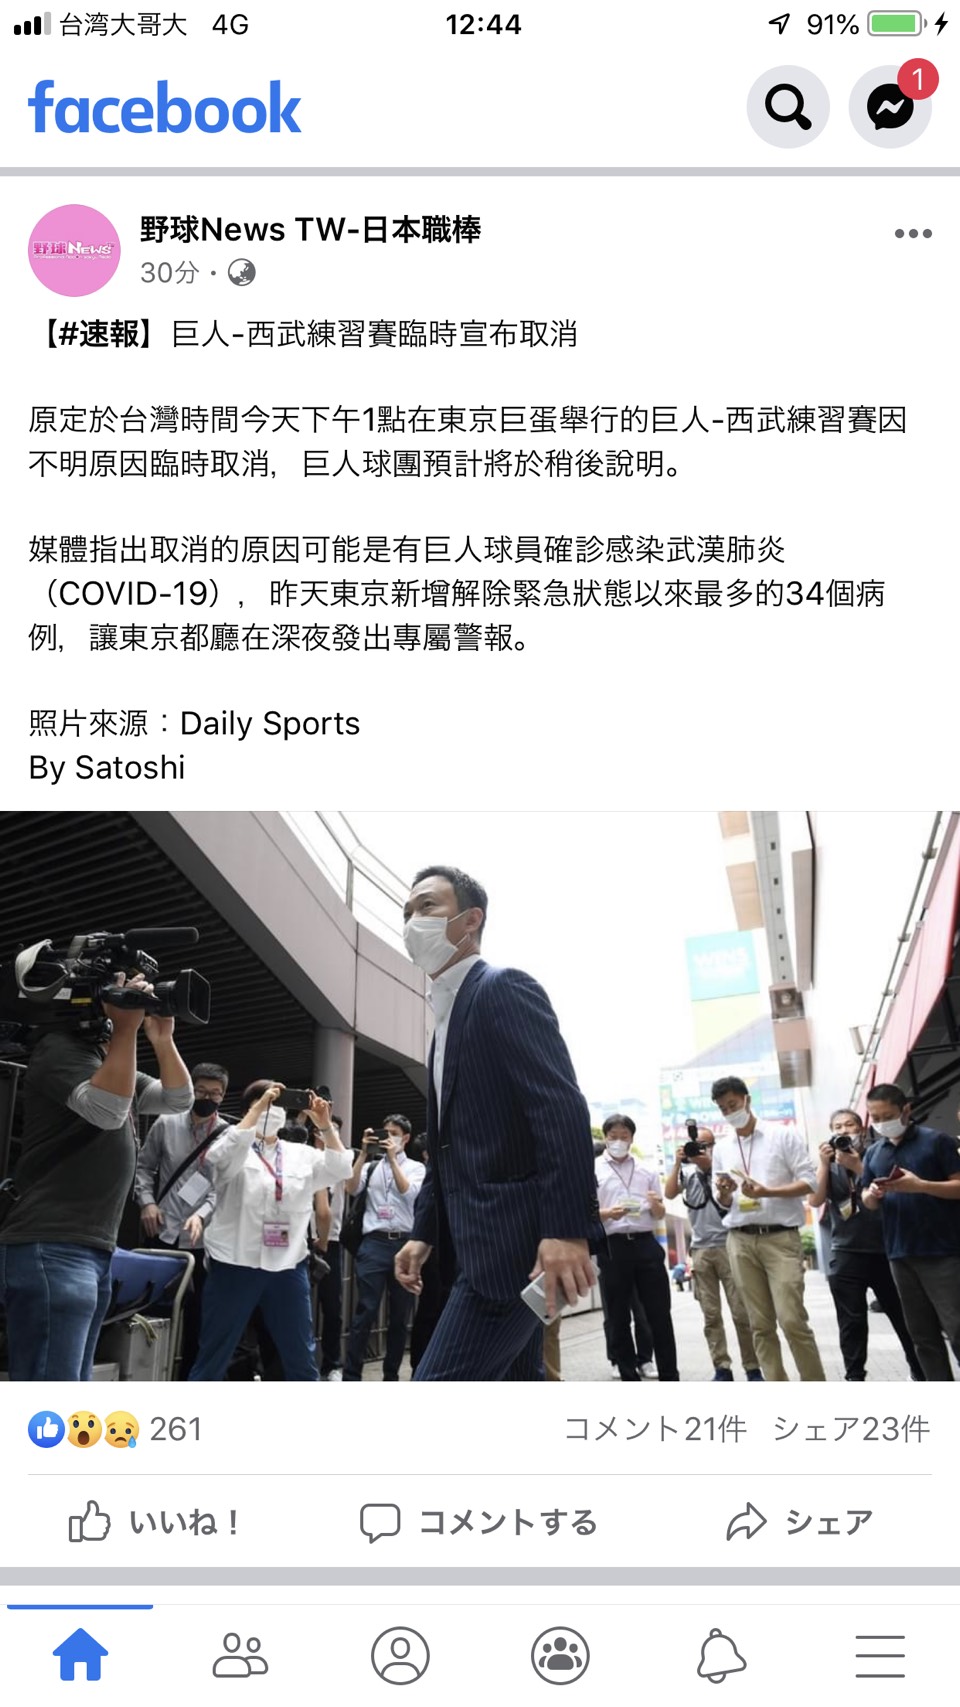 台湾大哥大 4G 12:44 91%
facebook
1
野球News
野球News TW-日本職棒
30分・
【#速報】巨人-西武練習賽臨時宣布取消
原定於台灣時間今天下午1點在東京巨蛋舉行的巨人-西武練習賽因
不明原因臨時取消，巨人球團預計將於稍後說明。
媒體指出取消的原因可能是有巨人球員確診感染武漢肺炎
（COVID-19），昨天東京新增解除緊急狀態以來最多的34個病
例，讓東京都廳在深夜發出專屬警報。
照片來源：Daily Sports
By Satoshi
WINS
261 コメント21件 シェア23件
いいね！ コメントする シェア